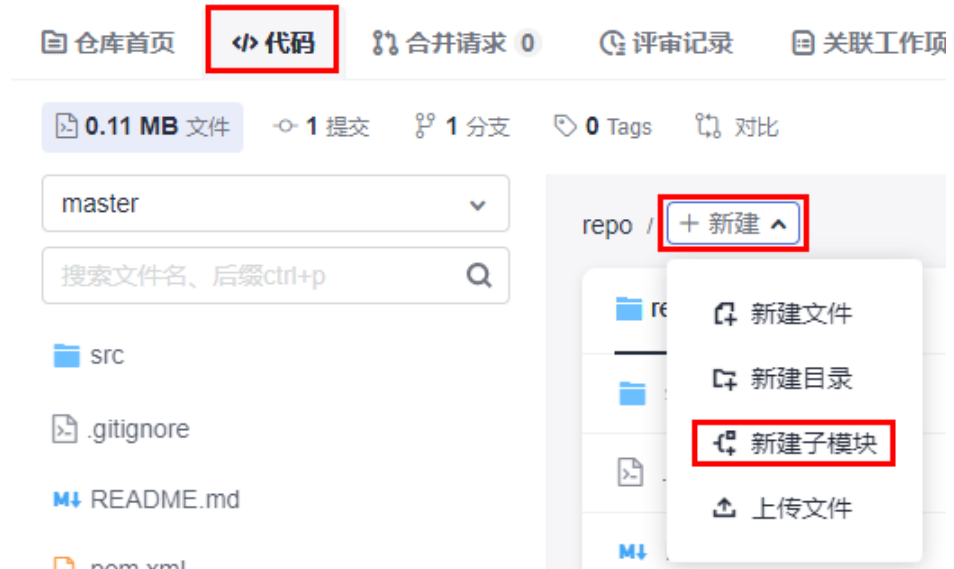 仓库首页 代码 合并请求 0 评审记录 关联工作项
0.11 MB 文件 1 提交 1 分支 0 Tags 对比
master
repo / + 新建
搜索文件名、后缀ctrl+p
re
新建文件
src
新建目录
.gitignore
新建子模块
README.md
上传文件
pom.xml